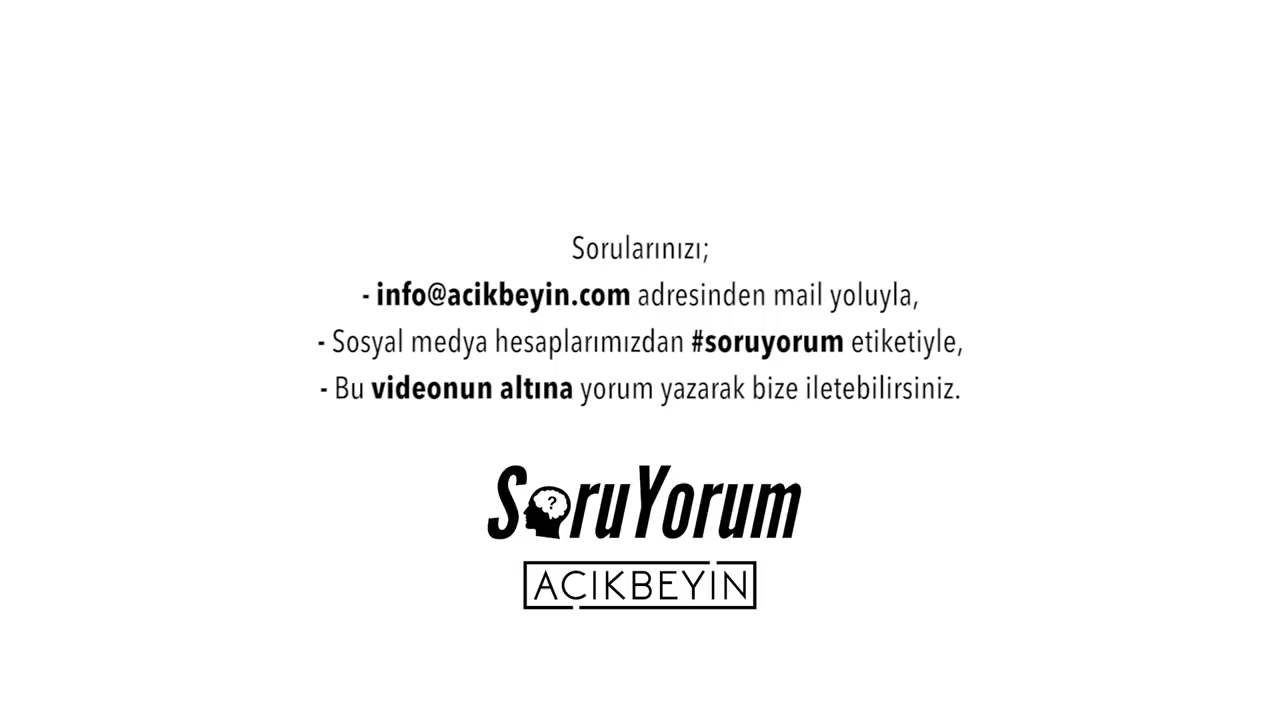 Sorularınızı;
- info@acikbeyin.com adresinden mail yoluyla,
- Sosyal medya hesaplarımızdan #soruyorum etiketiyle,
- Bu videonun altına yorum yazarak bize iletebilirsiniz.
SoruYorum
AÇIKBEYİN